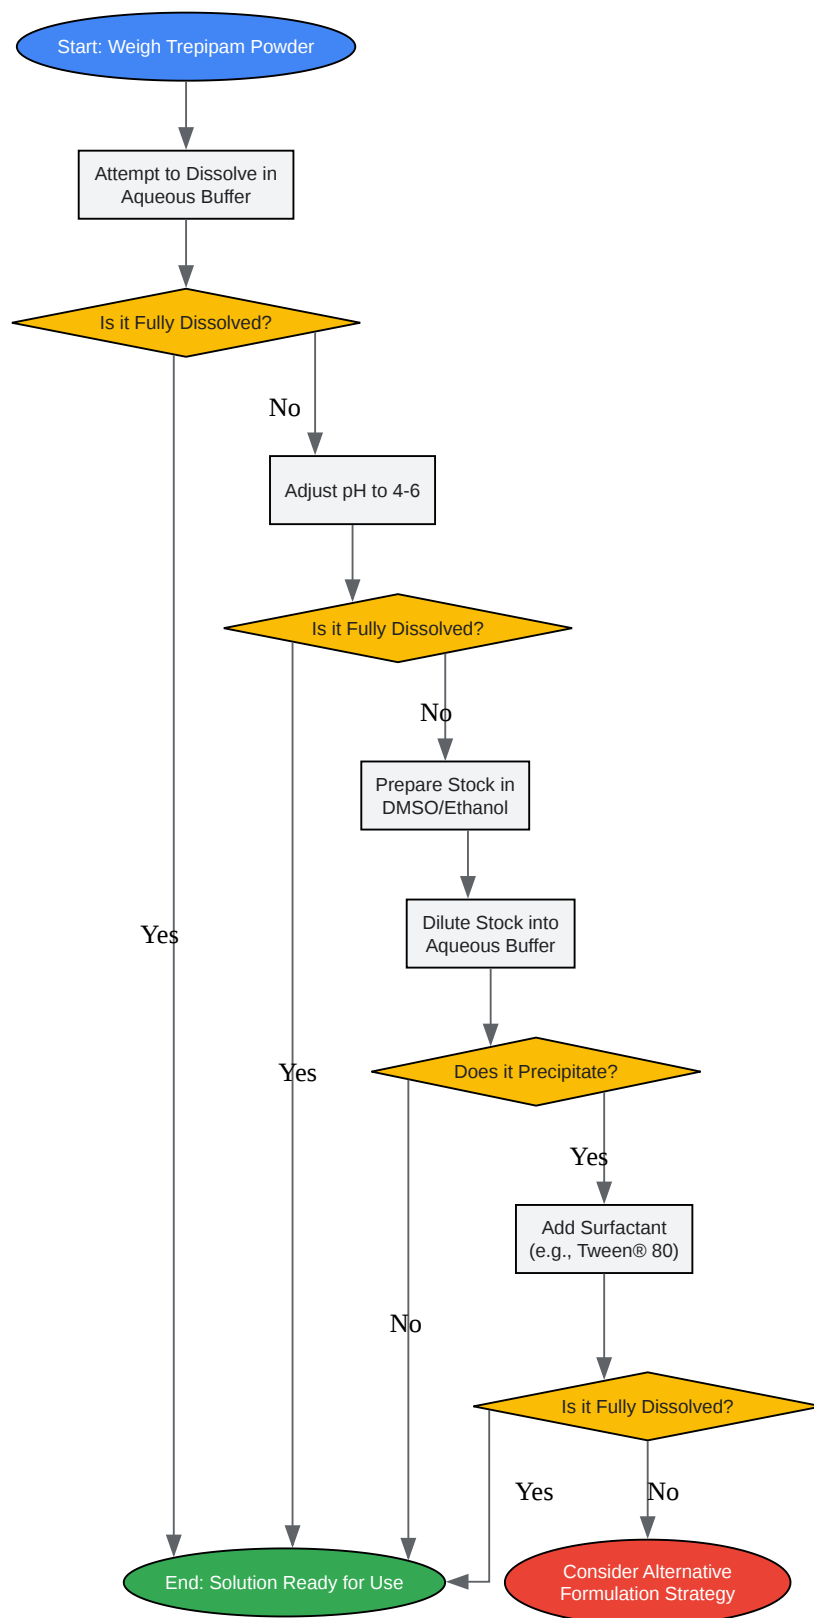 Start: Weigh Trepipam Powder
Attempt to Dissolve in
Aqueous Buffer
Is it Fully Dissolved?
No
Adjust pH to 4-6
Is it Fully Dissolved?
No
Prepare Stock in
DMSO/Ethanol
Dilute Stock into
Aqueous Buffer
Yes
Does it Precipitate?
Yes
Yes
Add Surfactant
(e.g., Tween® 80)
No
Is it Fully Dissolved?
Yes
No
End: Solution Ready for Use
Consider Alternative
Formulation Strategy